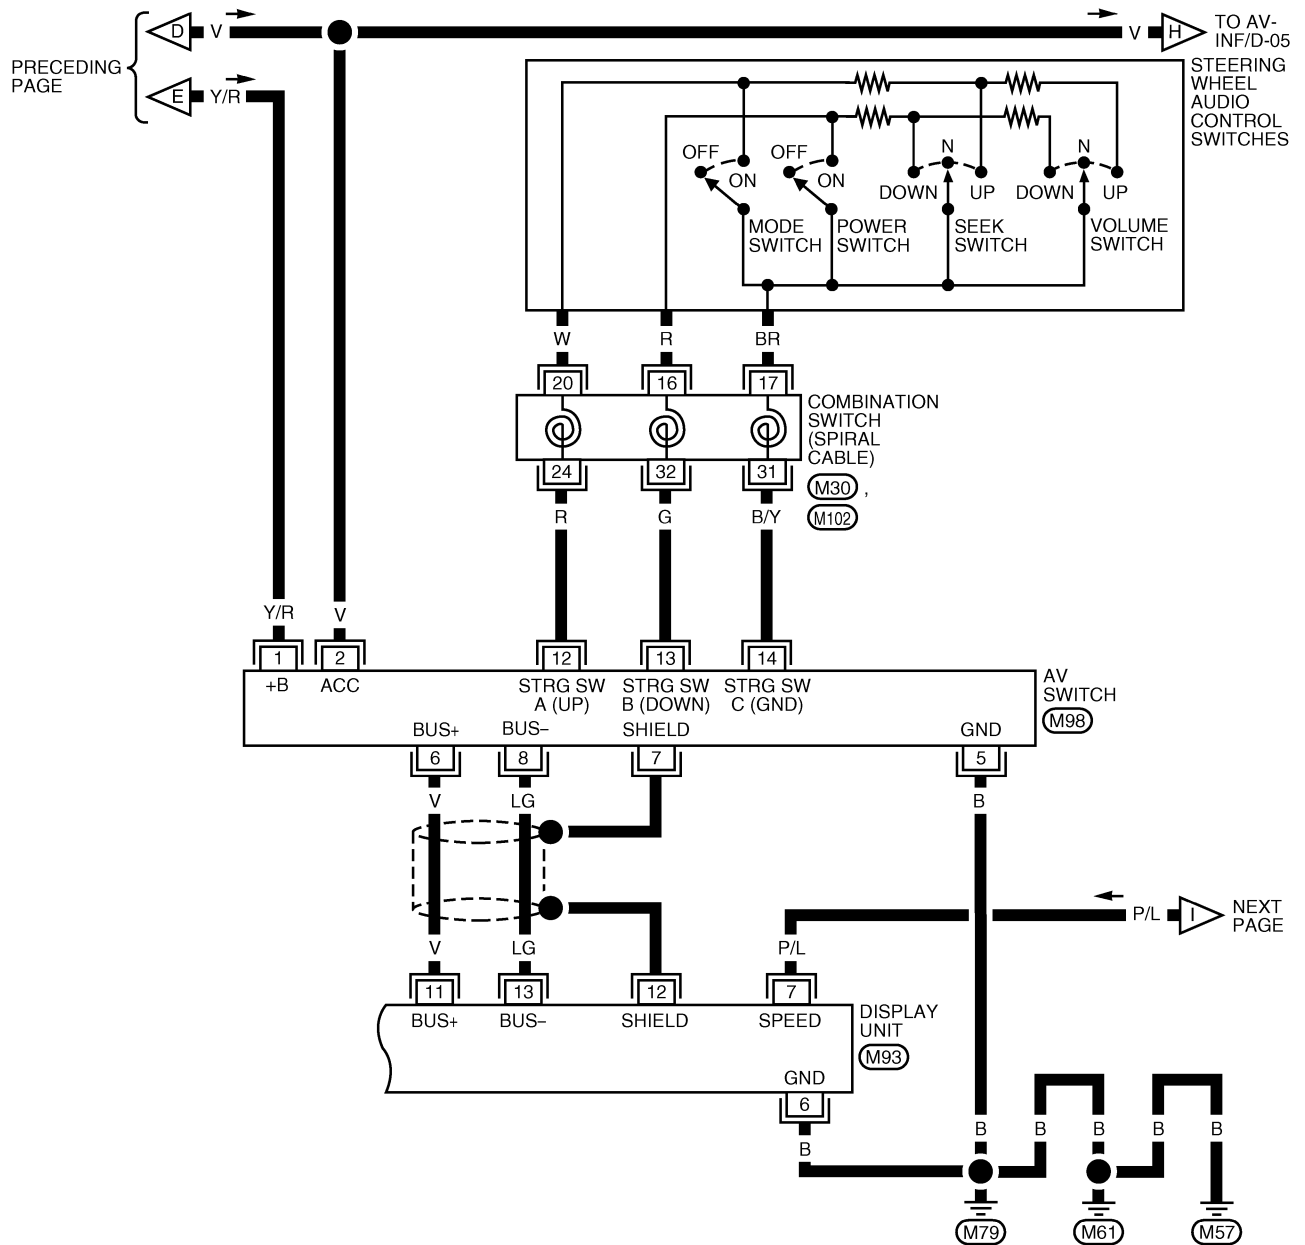 D V V H TO AV-
INF/D-05
PRECEDING
PAGE
E Y/R
STEERING
WHEEL
AUDIO
CONTROL
SWITCHES
OFF ON
MODE
SWITCH
OFF ON
POWER
SWITCH
DOWN N UP
SEEK
SWITCH
DOWN N UP
VOLUME
SWITCH
W R BR
20 16 17
COMBINATION
SWITCH
(SPIRAL
CABLE)
M30 ,
M102
24 32 31
R G B/Y
Y/R V
1 2 12 13 14
+B ACC
STRG SW
A (UP)
STRG SW
B (DOWN)
STRG SW
C (GND)
AV
SWITCH
M98
BUS+ BUS– SHIELD GND
6 8 7 5
V LG B
P/L I NEXT
PAGE
V LG P/L
11 13 12 7
BUS+ BUS– SHIELD SPEED
DISPLAY
UNIT
M93
GND
6
B
B B B B B
M79 M61 M57